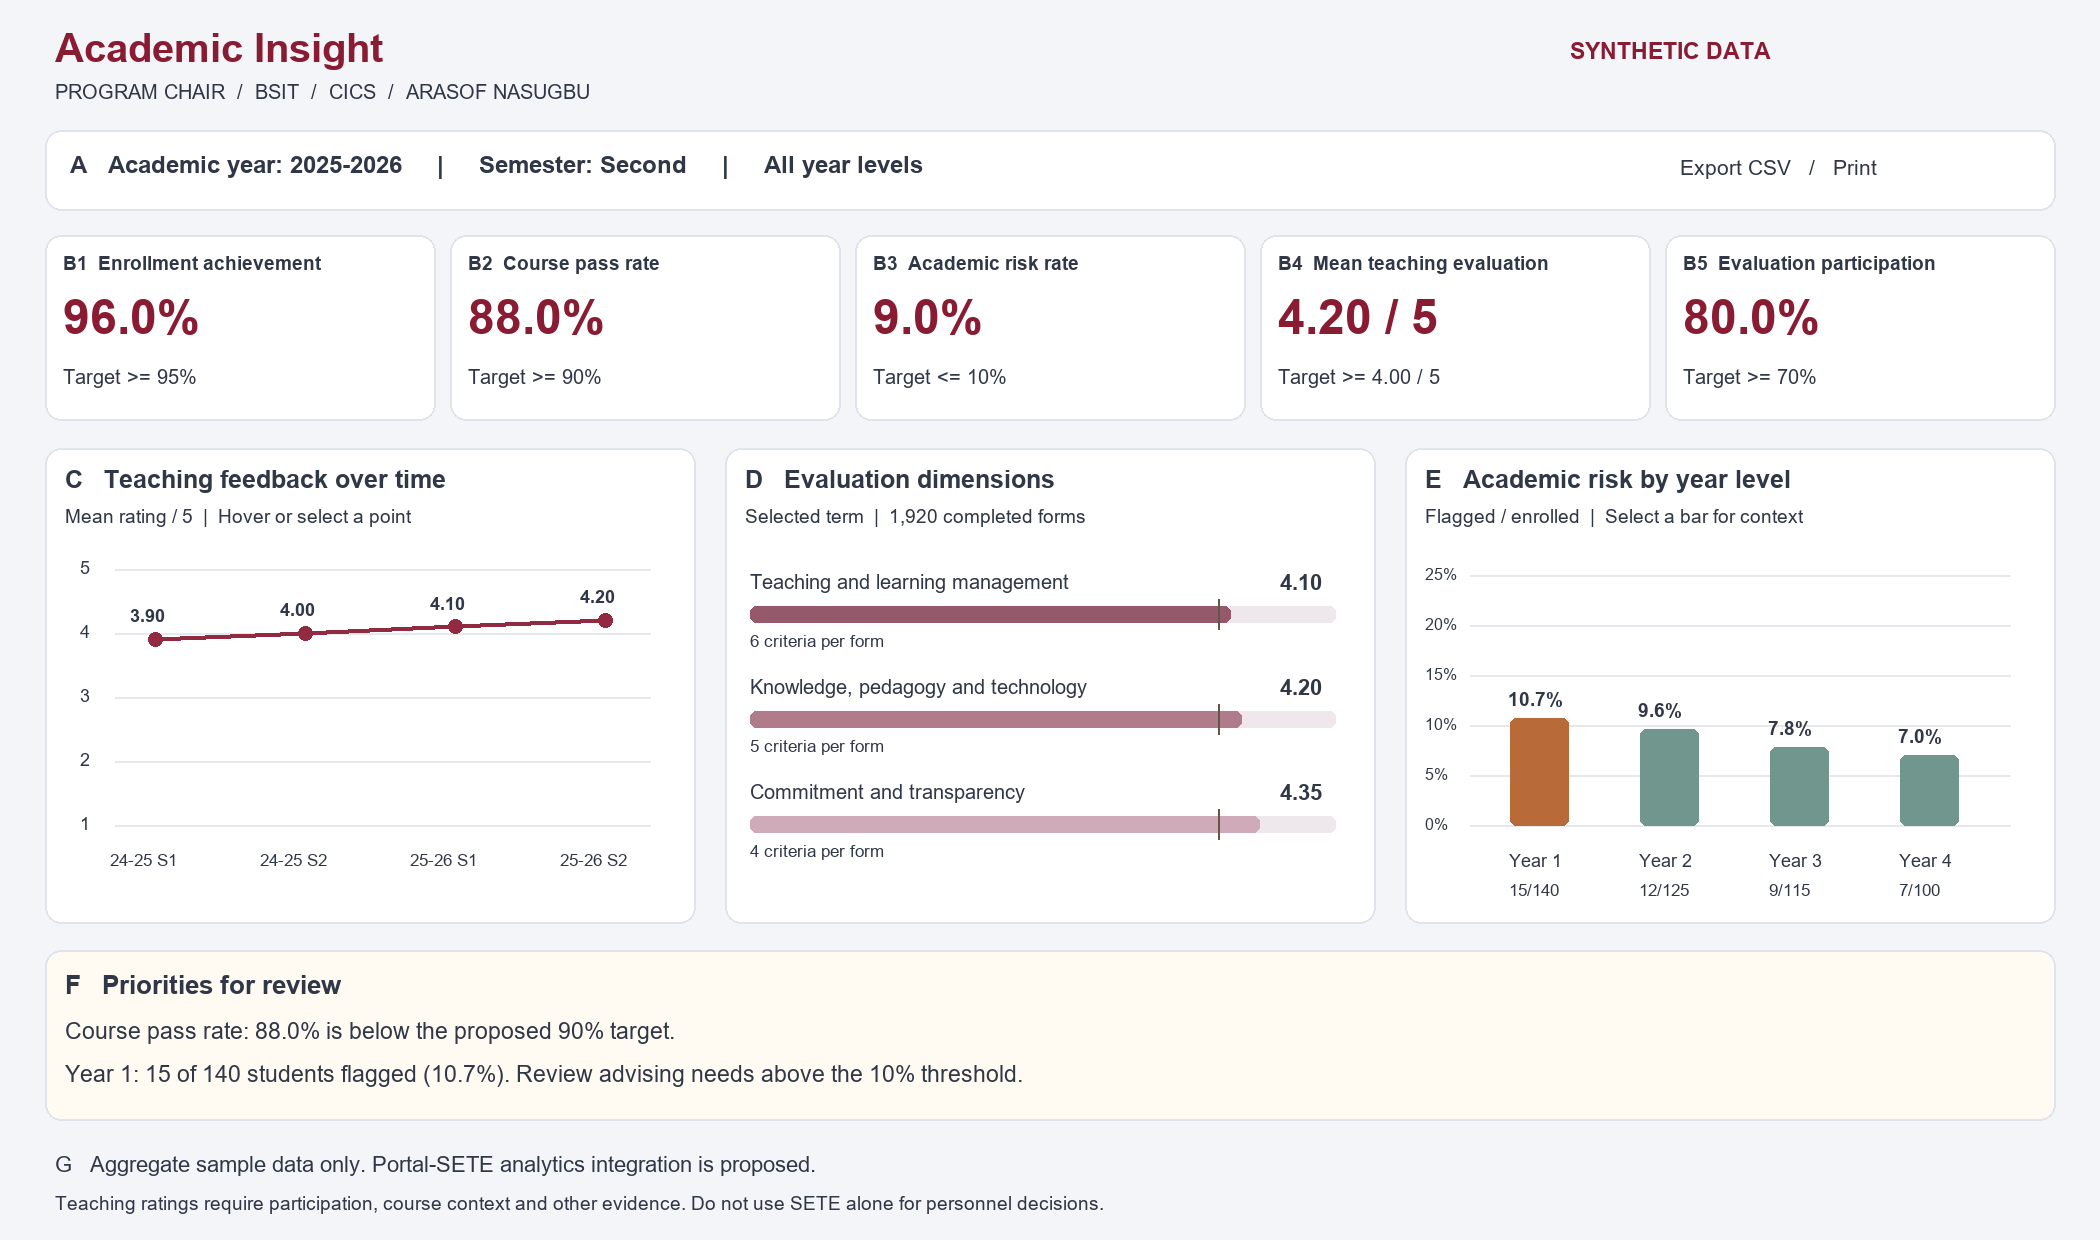 Academic Insight
SYNTHETIC DATA
PROGRAM CHAIR / BSIT / CICS / ARASOF NASUGBU
A Academic year: 2025-2026 | Semester: Second | All year levels
Export CSV / Print
B1 Enrollment achievement
96.0%
Target >= 95%
B2 Course pass rate
88.0%
Target >= 90%
B3 Academic risk rate
9.0%
Target <= 10%
B4 Mean teaching evaluation
4.20 / 5
Target >= 4.00 / 5
B5 Evaluation participation
80.0%
Target >= 70%
C Teaching feedback over time
Mean rating / 5 | Hover or select a point
5
4
3
2
1
3.90
4.00
4.10
4.20
24-25 S1
24-25 S2
25-26 S1
25-26 S2
D Evaluation dimensions
Selected term | 1,920 completed forms
Teaching and learning management 4.10
6 criteria per form
Knowledge, pedagogy and technology 4.20
5 criteria per form
Commitment and transparency 4.35
4 criteria per form
E Academic risk by year level
Flagged / enrolled | Select a bar for context
25%
20%
15%
10%
5%
0%
10.7%
9.6%
7.8%
7.0%
Year 1
Year 2
Year 3
Year 4
15/140
12/125
9/115
7/100
F Priorities for review
Course pass rate: 88.0% is below the proposed 90% target.
Year 1: 15 of 140 students flagged (10.7%). Review advising needs above the 10% threshold.
G Aggregate sample data only. Portal-SETE analytics integration is proposed.
Teaching ratings require participation, course context and other evidence. Do not use SETE alone for personnel decisions.